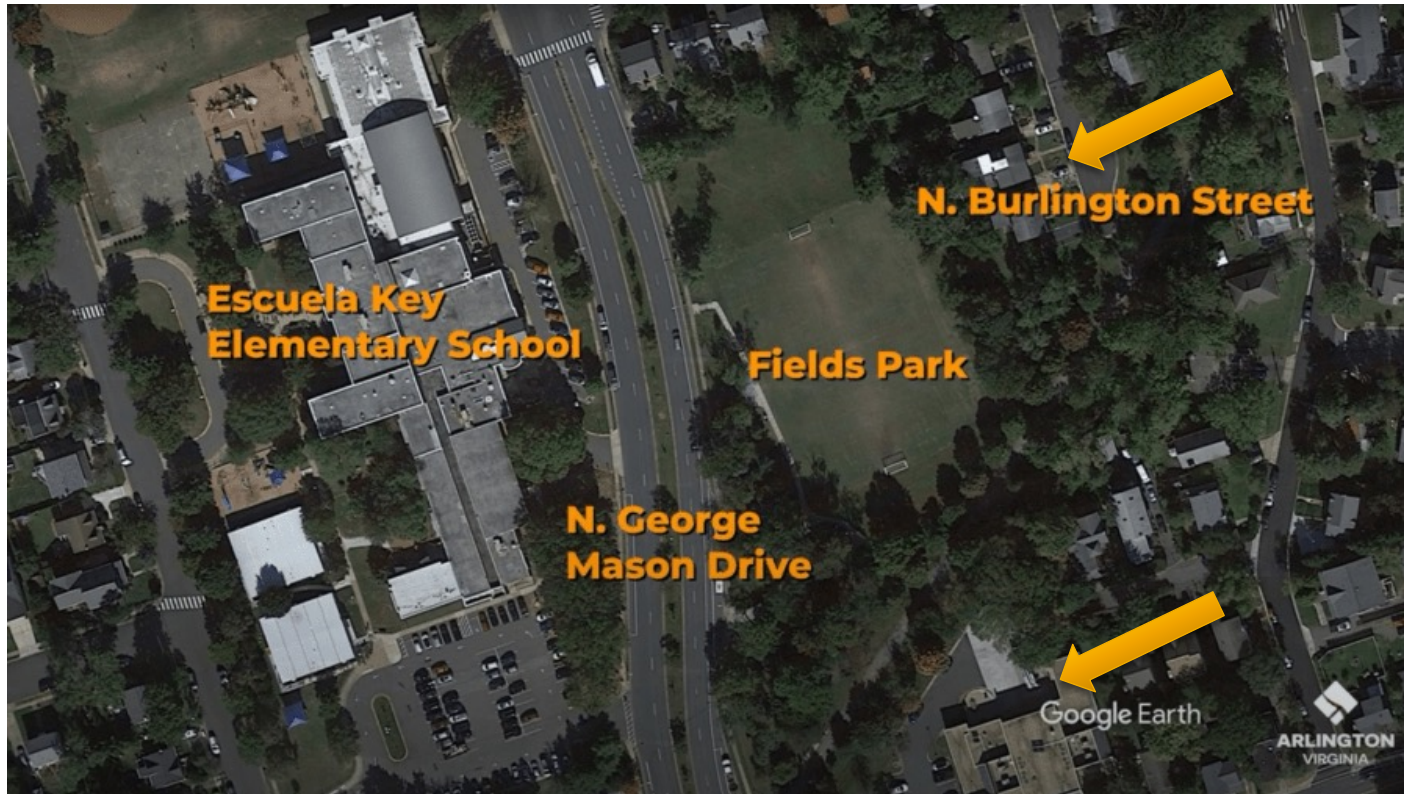 N. Burlington Street
Escuela Key
Elementary School
Fields Park
N. George
Mason Drive
Google Earth
ARLINGTON
VIRGINIA